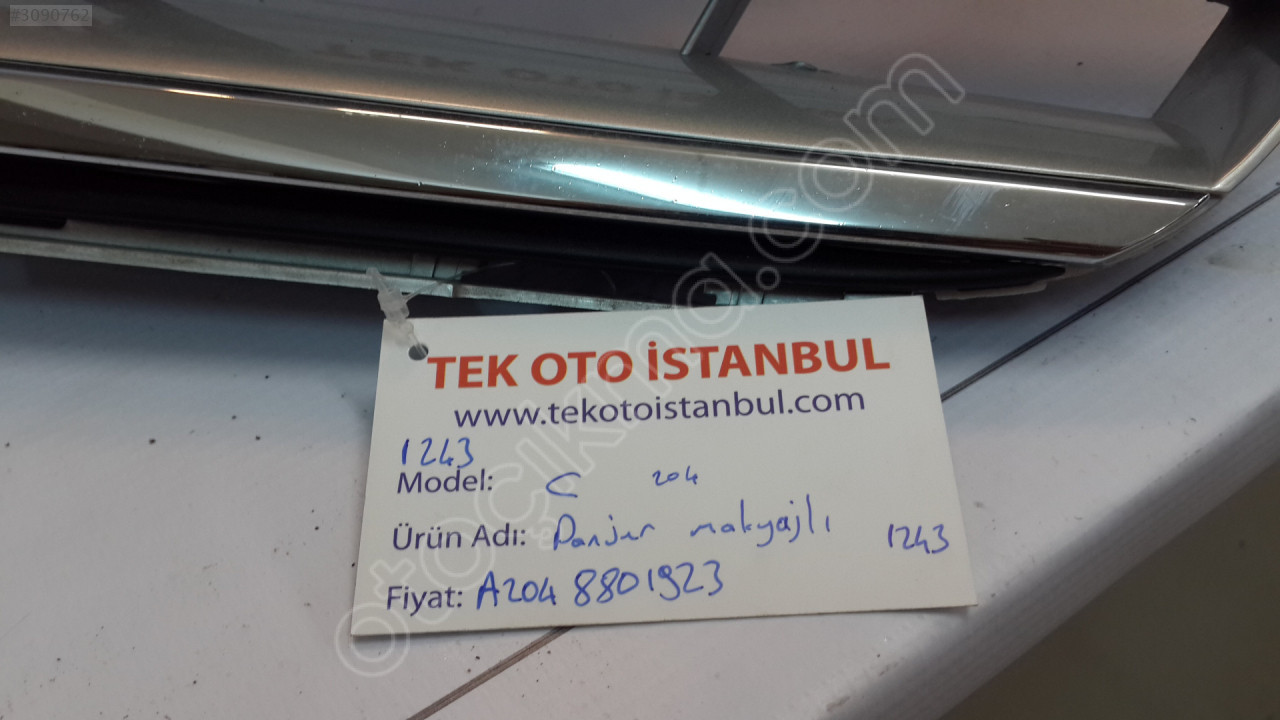 #3090762
TEK OTO İSTANBUL
www.tekotoistanbul.com
1243
Model: C 204
Ürün Adı: Panjur makyajlı 1243
Fiyat: A204 8801923
otoçıkma.com